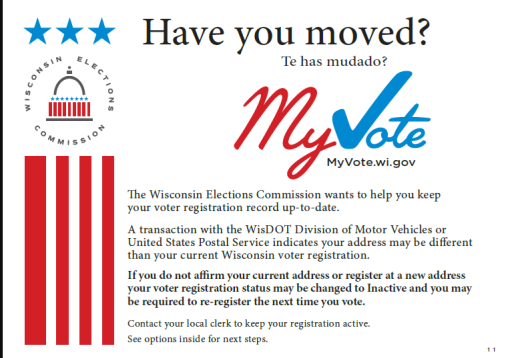 Have you moved?
Te has mudado?
WISCONSIN ELECTIONS
COMMISSION
MyVote
MyVote.wi.gov
The Wisconsin Elections Commission wants to help you keep
your voter registration record up-to-date.
A transaction with the WisDOT Division of Motor Vehicles or
United States Postal Service indicates your address may be different
than your current Wisconsin voter registration.
If you do not affirm your current address or register at a new address
your voter registration status may be changed to Inactive and you may
be required to re-register the next time you vote.
Contact your local clerk to keep your registration active.
See options inside for next steps.
11